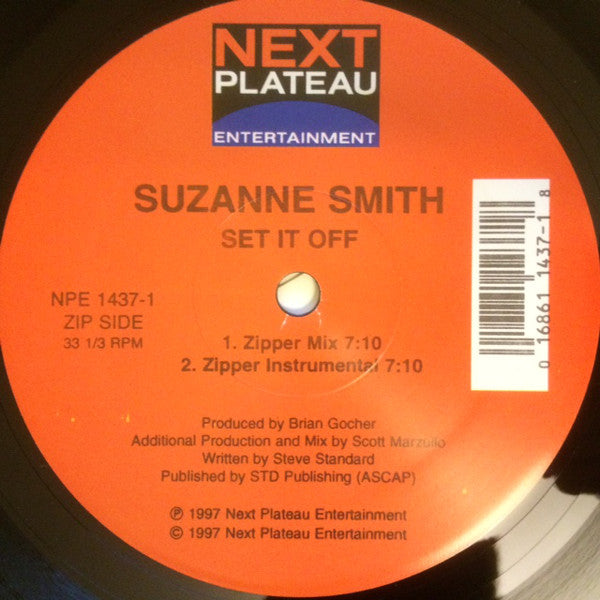 NEXT
PLATEAU
ENTERTAINMENT
SUZANNE SMITH
SET IT OFF
NPE 1437-1
ZIP SIDE
33 1/3 RPM
1. Zipper Mix 7:10
2. Zipper Instrumental 7:10
0 16861 1437-1 8
Produced by Brian Gocher
Additional Production and Mix by Scott Marzullo
Written by Steve Standard
Published by STD Publishing (ASCAP)
℗ 1997 Next Plateau Entertainment
© 1997 Next Plateau Entertainment